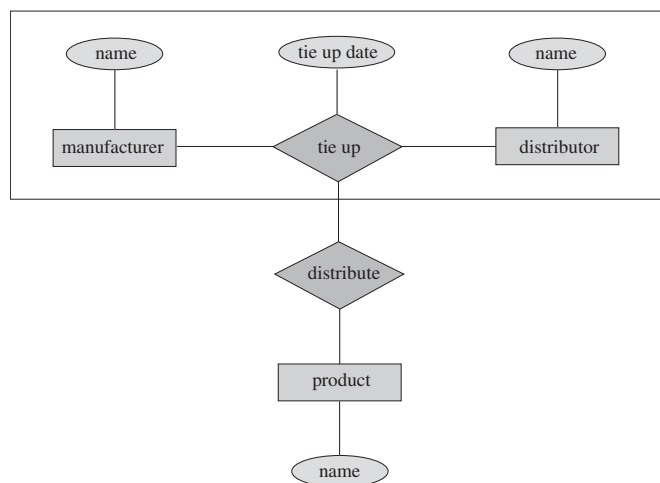 name
tie up date
name
manufacturer
tie up
distributor
distribute
product
name